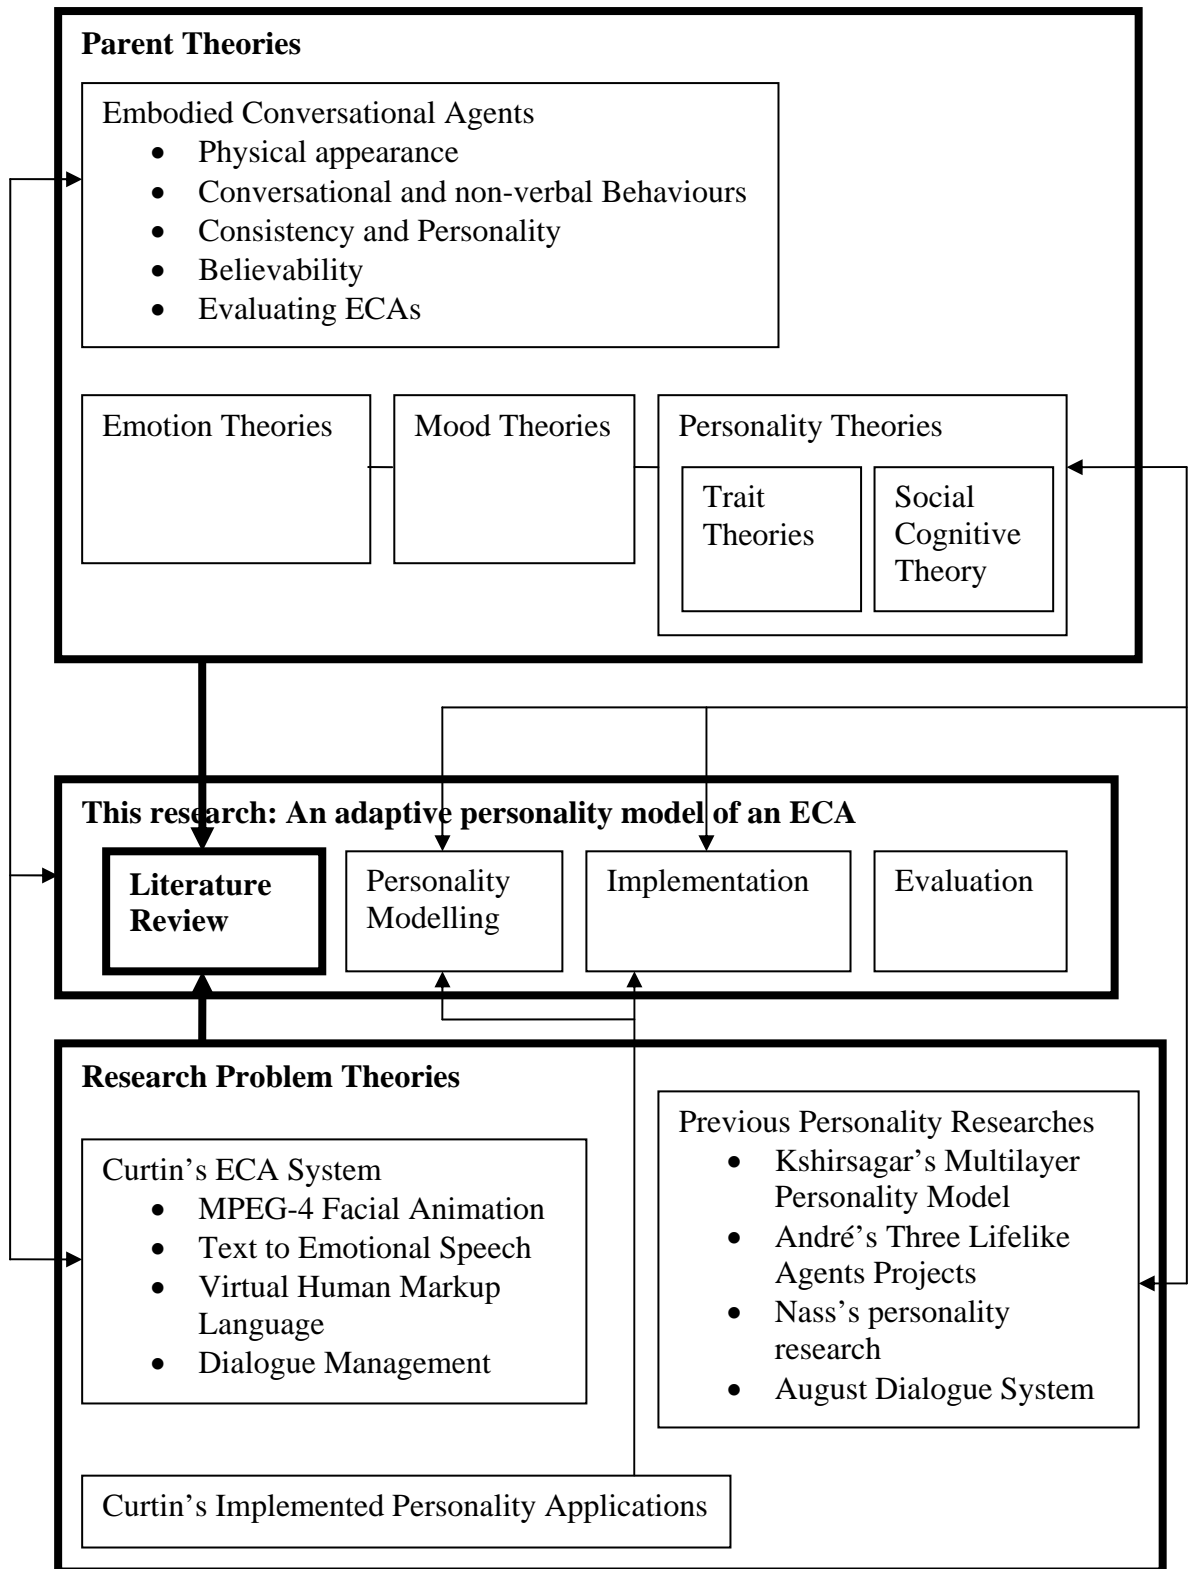 Parent Theories
Embodied Conversational Agents
• Physical appearance
• Conversational and non-verbal Behaviours
• Consistency and Personality
• Believability
• Evaluating ECAs
Emotion Theories
Mood Theories
Personality Theories
Trait
Theories
Social
Cognitive
Theory
This research: An adaptive personality model of an ECA
Literature
Review
Personality
Modelling
Implementation
Evaluation
Research Problem Theories
Curtin’s ECA System
• MPEG-4 Facial Animation
• Text to Emotional Speech
• Virtual Human Markup
Language
• Dialogue Management
Previous Personality Researches
• Kshirsagar’s Multilayer
Personality Model
• André’s Three Lifelike
Agents Projects
• Nass’s personality
research
• August Dialogue System
Curtin’s Implemented Personality Applications